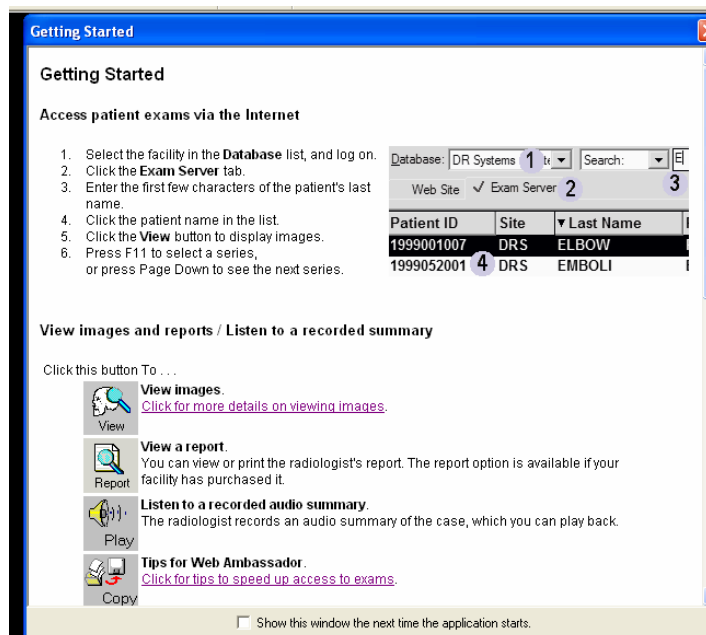 Getting Started
Getting Started
Access patient exams via the Internet
1. Select the facility in the Database list, and log on.
2. Click the Exam Server tab.
3. Enter the first few characters of the patient's last
name.
4. Click the patient name in the list.
5. Click the View button to display images.
6. Press F11 to select a series,
or press Page Down to see the next series.
Database: DR Systems 1 Search: E
Web Site ✓ Exam Server 2 3
Patient ID Site ▼ Last Name
1999001007 DRS ELBOW
1999052001 4 DRS EMBOLI
View images and reports / Listen to a recorded summary
Click this button To . . .
View images.
Click for more details on viewing images.
View
View a report.
You can view or print the radiologist's report. The report option is available if your
facility has purchased it.
Report
Listen to a recorded audio summary.
The radiologist records an audio summary of the case, which you can play back.
Play
Tips for Web Ambassador.
Click for tips to speed up access to exams.
Copy
Show this window the next time the application starts.